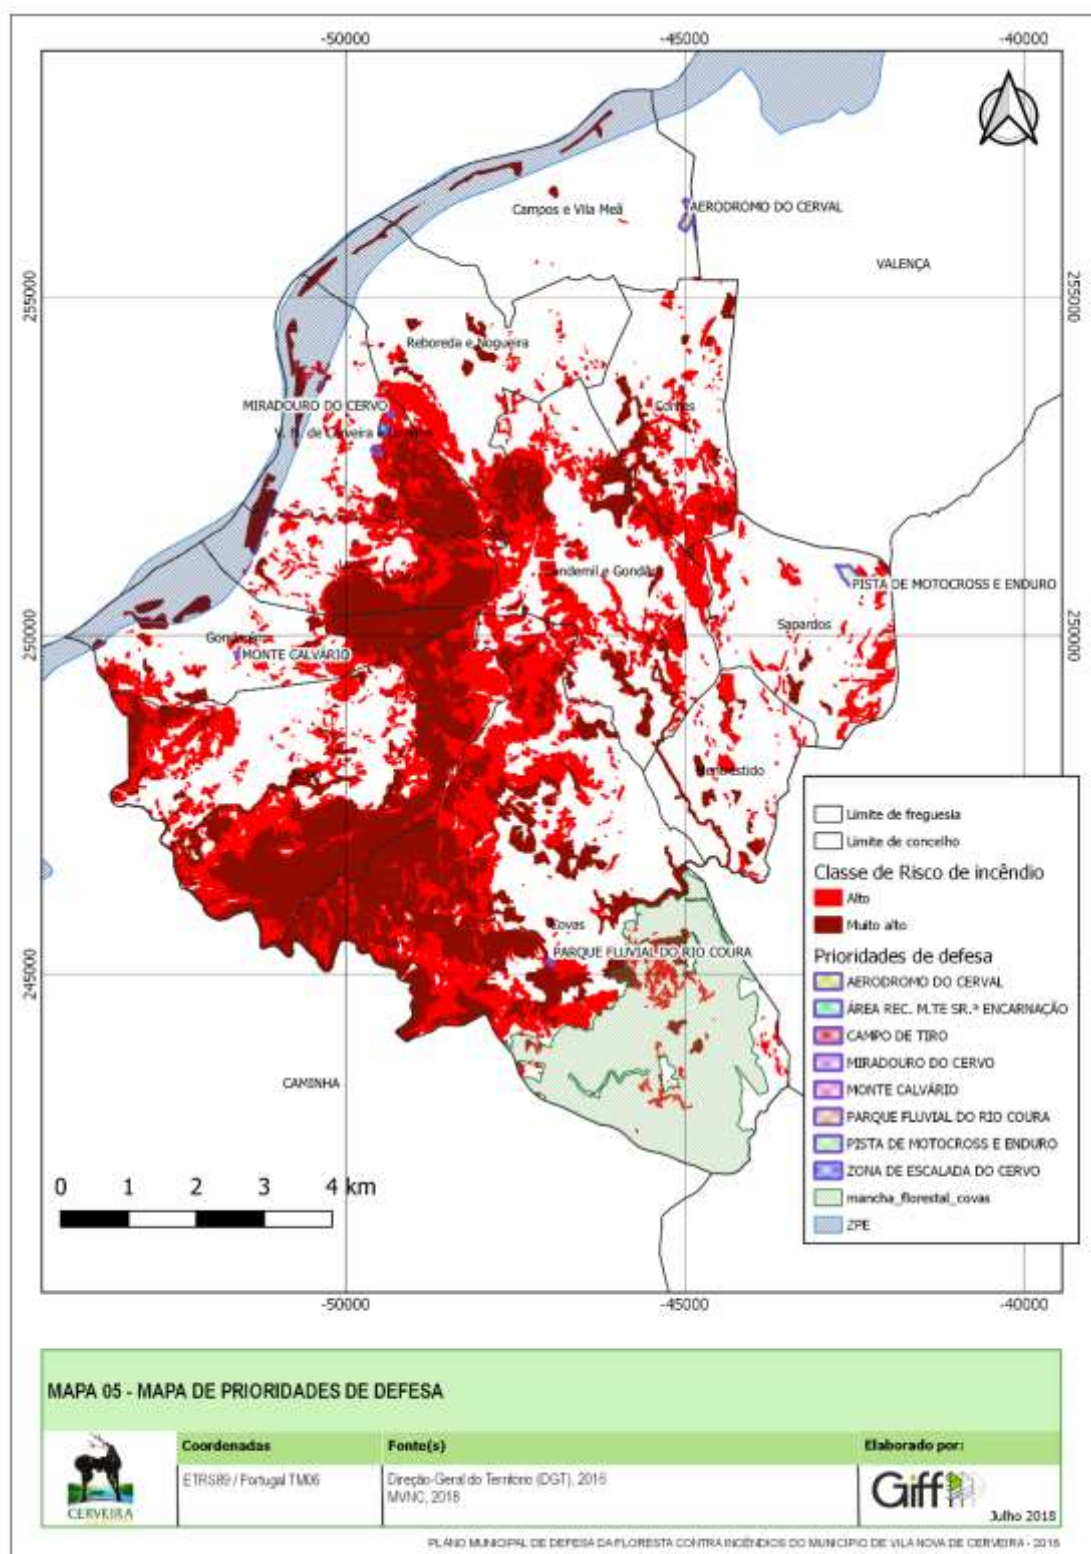 -50000
-45000
-40000
255000
255000
250000
250000
245000
Campos e Vila Meã
AERODROMO DO CERVAL
VALENÇA
Reboreda e Nogueira
MIRADOURO DO CERVO
V. N. de Cerveira e
Cornes
Candemil e Gondar
PISTA DE MOTOCROSS E ENDURO
Sapardos
MONTE CALVÁRIO
Mentrestido
Covas
PARQUE FLUVIAL DO RIO COURA
CAMINHA
Limite de freguesia
Limite de concelho
Classe de Risco de incêndio
Alto
Muito alto
Prioridades de defesa
AERODROMO DO CERVAL
ÁREA REC. M.TE SR.ª ENCARNAÇÃO
CAMPO DE TIRO
MIRADOURO DO CERVO
MONTE CALVÁRIO
PARQUE FLUVIAL DO RIO COURA
PISTA DE MOTOCROSS E ENDURO
ZONA DE ESCALADA DO CERVO
mancha_florestal_covas
ZPE
0 1 2 3 4 km
-50000
-45000
-40000
MAPA 05 - MAPA DE PRIORIDADES DE DEFESA
Coordenadas
Fonte(s)
Elaborado por:
ETRS89 / Portugal TM06
Direção-Geral do Território (DGT), 2016
MVNC, 2018
CERVEIRA
Giff
Julho 2018
PLANO MUNICIPAL DE DEFESA DA FLORESTA CONTRA INCÊNDIOS DO MUNICÍPIO DE VILA NOVA DE CERVEIRA - 2018